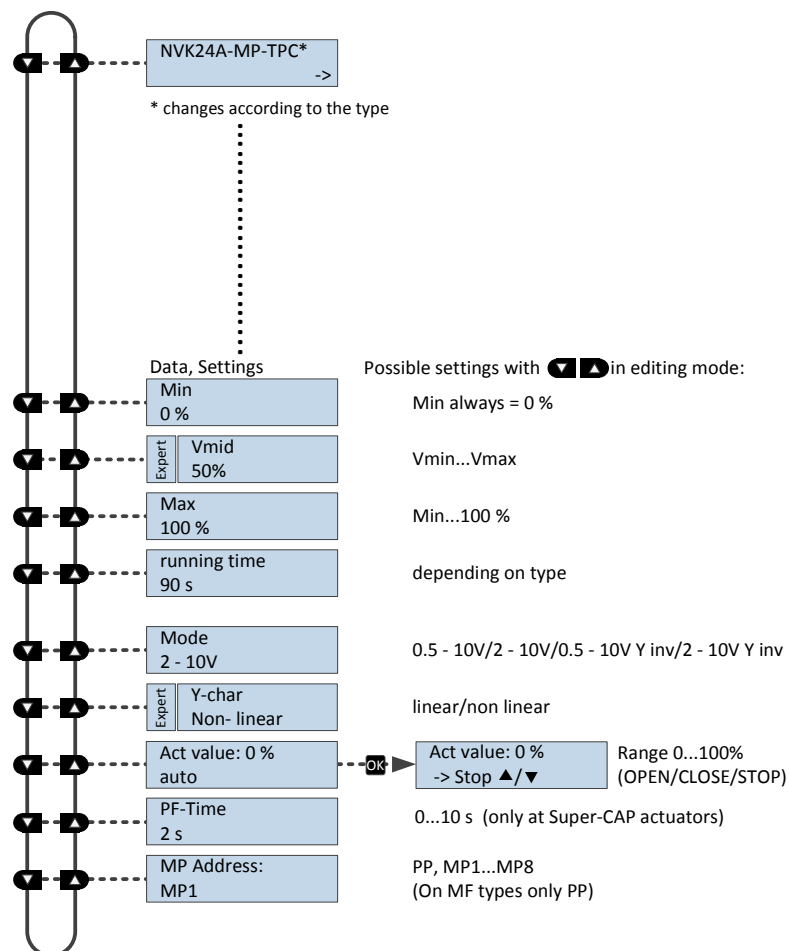 NVK24A-MP-TPC*
->
* changes according to the type
Data, Settings
Possible settings with ▼ ▲ in editing mode:
Min
0 %
Min always = 0 %
Expert
Vmid
50%
Vmin...Vmax
Max
100 %
Min...100 %
running time
90 s
depending on type
Mode
2 - 10V
0.5 - 10V/2 - 10V/0.5 - 10V Y inv/2 - 10V Y inv
Expert
Y-char
Non- linear
linear/non linear
Act value: 0 %
auto
OK
Act value: 0 %
-> Stop ▲/▼
Range 0...100%
(OPEN/CLOSE/STOP)
PF-Time
2 s
0...10 s (only at Super-CAP actuators)
MP Address:
MP1
PP, MP1...MP8
(On MF types only PP)